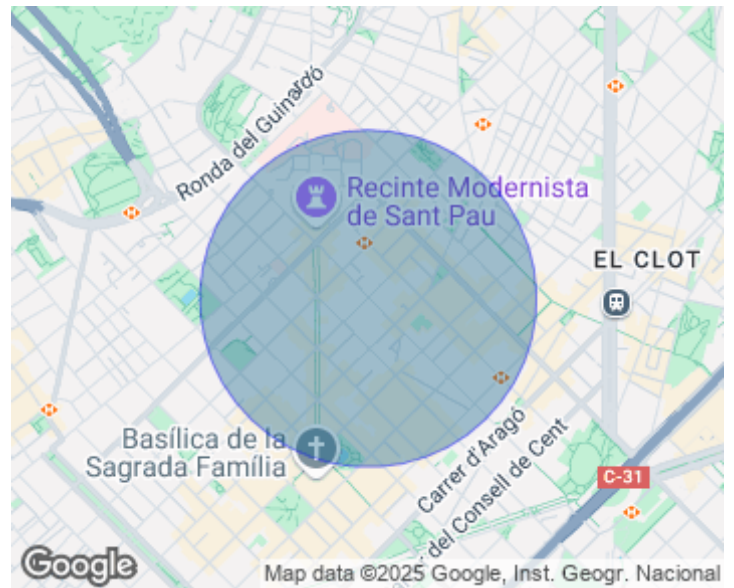 Ronda del Guinardó
Recinte Modernista
de Sant Pau
EL CLOT
Basílica de la
Sagrada Família
Carrer d'Aragó
del Consell de Cent
C-31
Google
Map data ©2025 Google, Inst. Geogr. Nacional